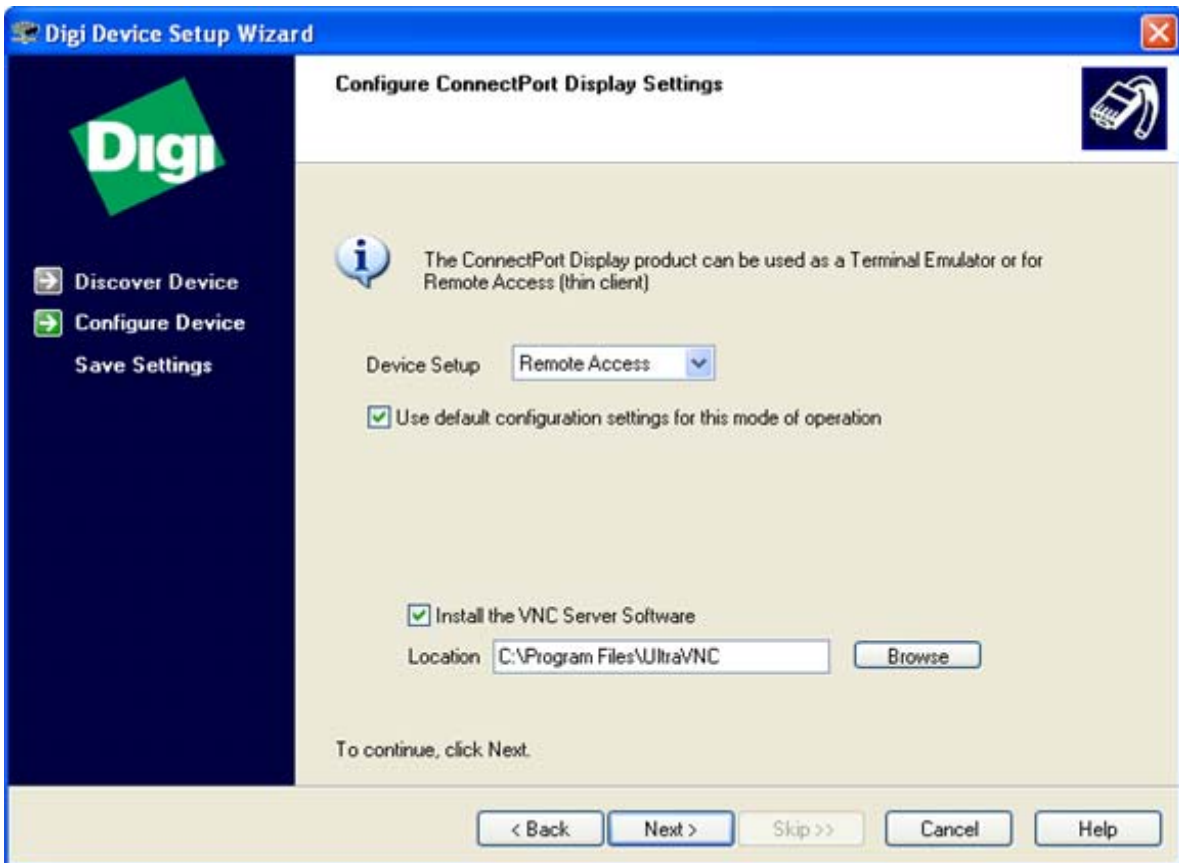 Digi Device Setup Wizard
Digi
Discover Device
Configure Device
Save Settings
Configure ConnectPort Display Settings
The ConnectPort Display product can be used as a Terminal Emulator or for
Remote Access (thin client)
Device Setup Remote Access
Use default configuration settings for this mode of operation
Install the VNC Server Software
Location C:\Program Files\UltraVNC Browse
To continue, click Next.
< Back Next > Skip >> Cancel Help